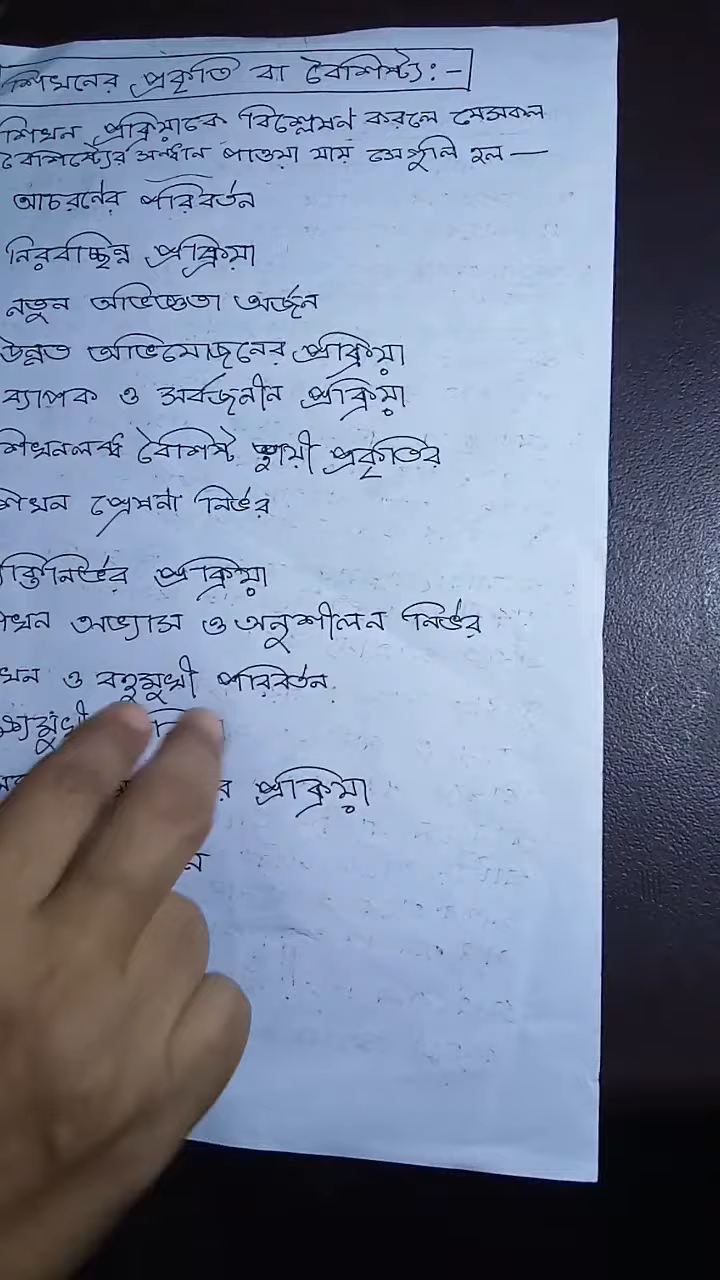 শিখনের প্রকৃতি বা বৈশিষ্ট্য:-
শিখন প্রক্রিয়াকে বিশ্লেষণ করলে যেসকল
বৈশিষ্ট্যের সন্ধান পাওয়া যায় সেগুলি হল —
আচরণের পরিবর্তন
নিরবচ্ছিন্ন প্রক্রিয়া
নতুন অভিজ্ঞতা অর্জন
উন্নত অভিযোজনের প্রক্রিয়া
ব্যাপক ও সর্বজনীন প্রক্রিয়া
শিখনলব্ধ বৈশিষ্ট স্থায়ী প্রকৃতির
শিখন প্রেষনা নির্ভর
প্রক্রিয়া
অভ্যাস ও অনুশীলন নির্ভর
ও বহুমুখী পরিবর্তন
প্রক্রিয়া